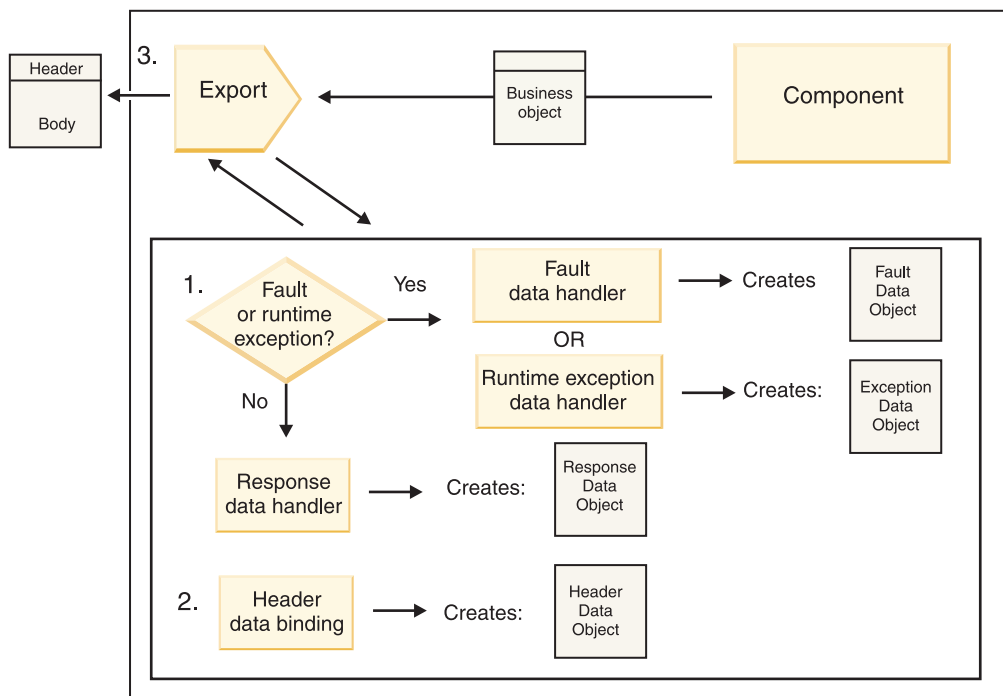 Header
Body
3.
Export
Business
object
Component
1.
Fault
or runtime
exception?
Yes
Fault
data handler
Creates
Fault
Data
Object
OR
Runtime exception
data handler
Creates:
Exception
Data
Object
No
Response
data handler
Creates:
Response
Data
Object
2.
Header
data binding
Creates:
Header
Data
Object